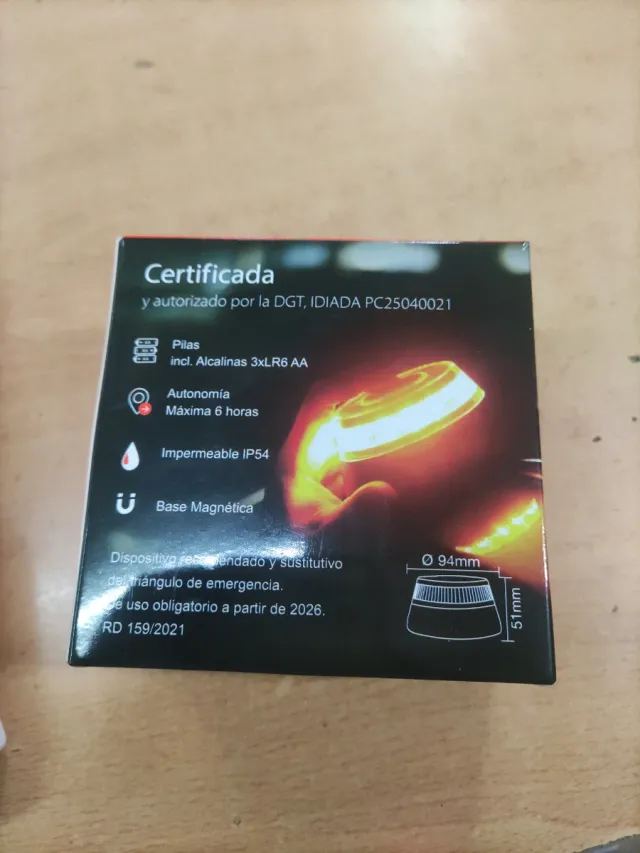 Certificada
y autorizado por la DGT, IDIADA PC25040021
Pilas
incl. Alcalinas 3xLR6 AA
Autonomía
Máxima 6 horas
Impermeable IP54
Base Magnética
Dispositivo recomendado y sustitutivo
del triángulo de emergencia.
De uso obligatorio a partir de 2026.
RD 159/2021
Ø 94mm
51mm